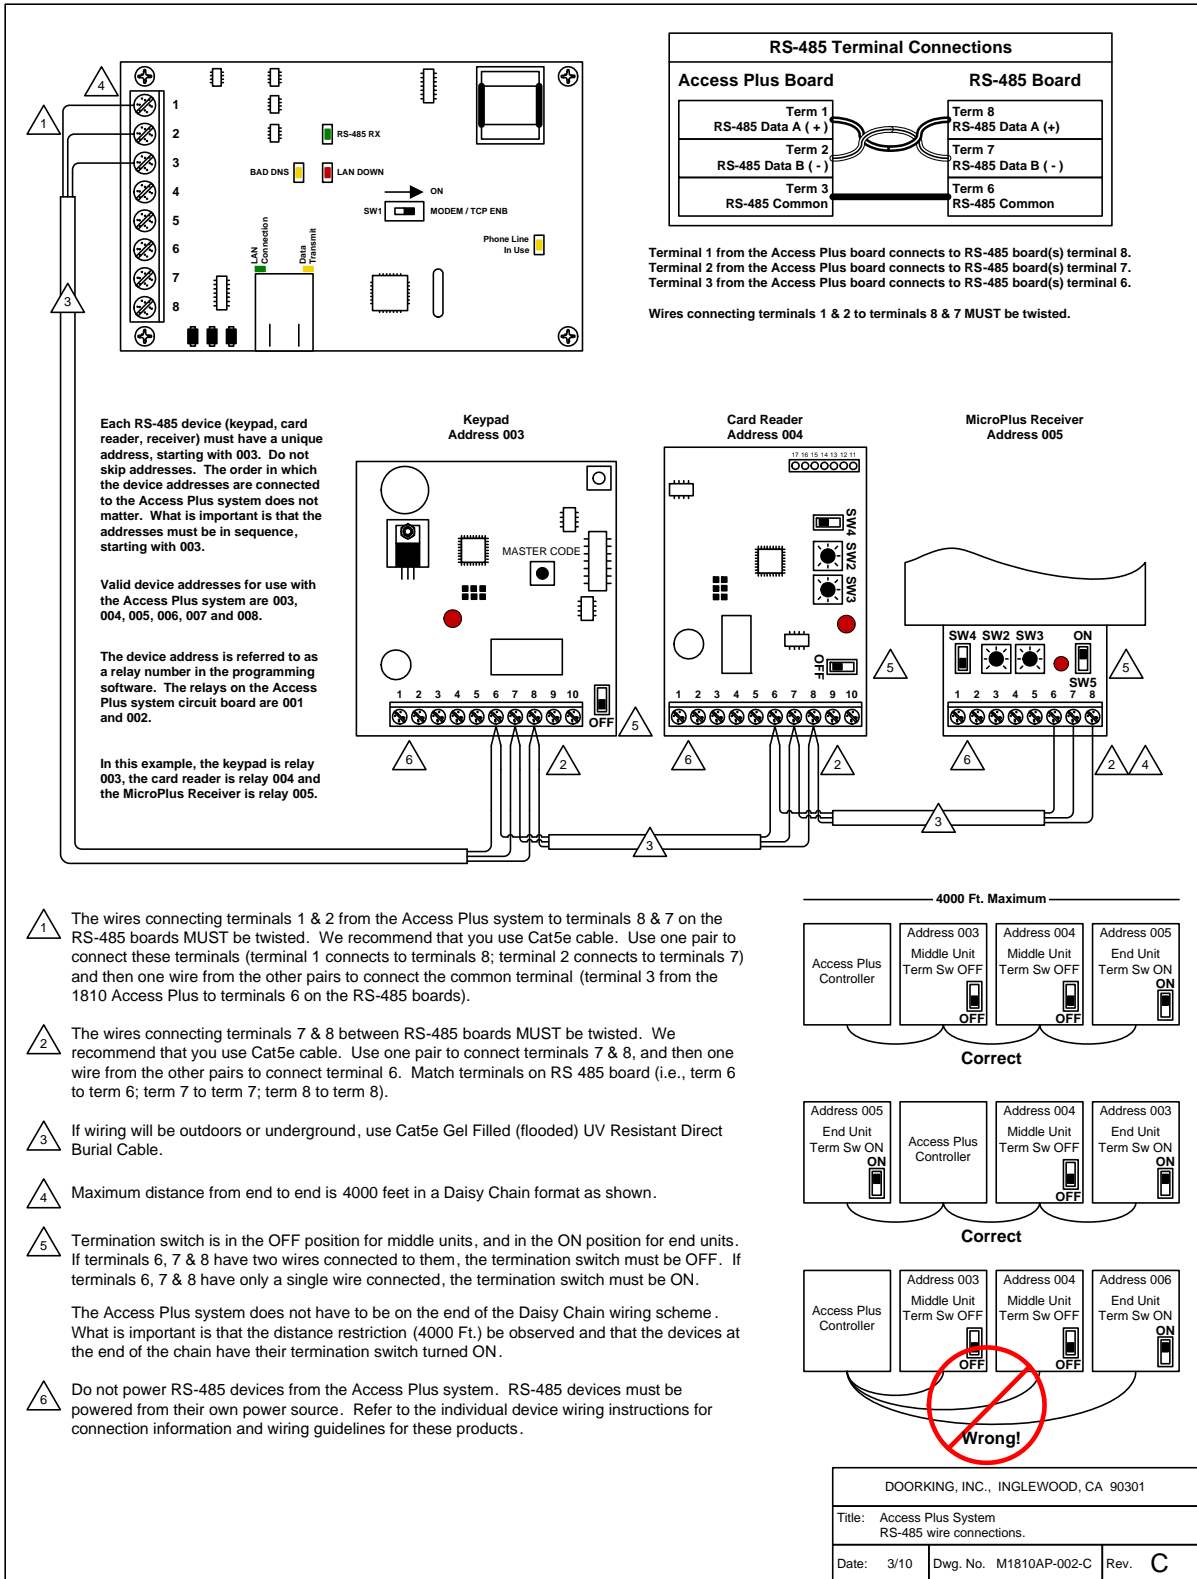 RS-485 Terminal Connections
Access Plus Board
RS-485 Board
Term 1
RS-485 Data A ( + )
Term 8
RS-485 Data A (+)
Term 2
RS-485 Data B ( - )
Term 7
RS-485 Data B ( - )
Term 3
RS-485 Common
Term 6
RS-485 Common
Terminal 1 from the Access Plus board connects to RS-485 board(s) terminal 8.
Terminal 2 from the Access Plus board connects to RS-485 board(s) terminal 7.
Terminal 3 from the Access Plus board connects to RS-485 board(s) terminal 6.
Wires connecting terminals 1 & 2 to terminals 8 & 7 MUST be twisted.
4
1
3
1
2
3
4
5
6
7
8
RS-485 RX
BAD DNS
LAN DOWN
ON
SW1
MODEM / TCP ENB
LAN Connection
Data Transmit
Phone Line
In Use
Each RS-485 device (keypad, card
reader, receiver) must have a unique
address, starting with 003. Do not
skip addresses. The order in which
the device addresses are connected
to the Access Plus system does not
matter. What is important is that the
addresses must be in sequence,
starting with 003.
Valid device addresses for use with
the Access Plus system are 003,
004, 005, 006, 007 and 008.
The device address is referred to as
a relay number in the programming
software. The relays on the Access
Plus system circuit board are 001
and 002.
In this example, the keypad is relay
003, the card reader is relay 004 and
the MicroPlus Receiver is relay 005.
Keypad
Address 003
MASTER CODE
1 2 3 4 5 6 7 8 9 10
OFF
5
6
2
Card Reader
Address 004
17 16 15 14 13 12 11
SW4
SW2
SW3
OFF
1 2 3 4 5 6 7 8 9 10
5
6
2
MicroPlus Receiver
Address 005
SW4 SW2 SW3 ON
SW5
1 2 3 4 5 6 7 8
5
6
2
4
3
3
1
The wires connecting terminals 1 & 2 from the Access Plus system to terminals 8 & 7 on the
RS-485 boards MUST be twisted. We recommend that you use Cat5e cable. Use one pair to
connect these terminals (terminal 1 connects to terminals 8; terminal 2 connects to terminals 7)
and then one wire from the other pairs to connect the common terminal (terminal 3 from the
1810 Access Plus to terminals 6 on the RS-485 boards).
2
The wires connecting terminals 7 & 8 between RS-485 boards MUST be twisted. We
recommend that you use Cat5e cable. Use one pair to connect terminals 7 & 8, and then one
wire from the other pairs to connect terminal 6. Match terminals on RS 485 board (i.e., term 6
to term 6; term 7 to term 7; term 8 to term 8).
3
If wiring will be outdoors or underground, use Cat5e Gel Filled (flooded) UV Resistant Direct
Burial Cable.
4
Maximum distance from end to end is 4000 feet in a Daisy Chain format as shown.
5
Termination switch is in the OFF position for middle units, and in the ON position for end units.
If terminals 6, 7 & 8 have two wires connected to them, the termination switch must be OFF. If
terminals 6, 7 & 8 have only a single wire connected, the termination switch must be ON.
The Access Plus system does not have to be on the end of the Daisy Chain wiring scheme.
What is important is that the distance restriction (4000 Ft.) be observed and that the devices at
the end of the chain have their termination switch turned ON.
6
Do not power RS-485 devices from the Access Plus system. RS-485 devices must be
powered from their own power source. Refer to the individual device wiring instructions for
connection information and wiring guidelines for these products.
4000 Ft. Maximum
Access Plus
Controller
Address 003
Middle Unit
Term Sw OFF
OFF
Address 004
Middle Unit
Term Sw OFF
OFF
Address 005
End Unit
Term Sw ON
ON
Correct
Address 005
End Unit
Term Sw ON
ON
Access Plus
Controller
Address 004
Middle Unit
Term Sw OFF
OFF
Address 003
End Unit
Term Sw ON
ON
Correct
Access Plus
Controller
Address 003
Middle Unit
Term Sw OFF
OFF
Address 004
Middle Unit
Term Sw OFF
OFF
Address 006
End Unit
Term Sw ON
ON
Wrong!
DOORKING, INC., INGLEWOOD, CA 90301
Title: Access Plus System
RS-485 wire connections.
Date: 3/10 Dwg. No. M1810AP-002-C Rev. C